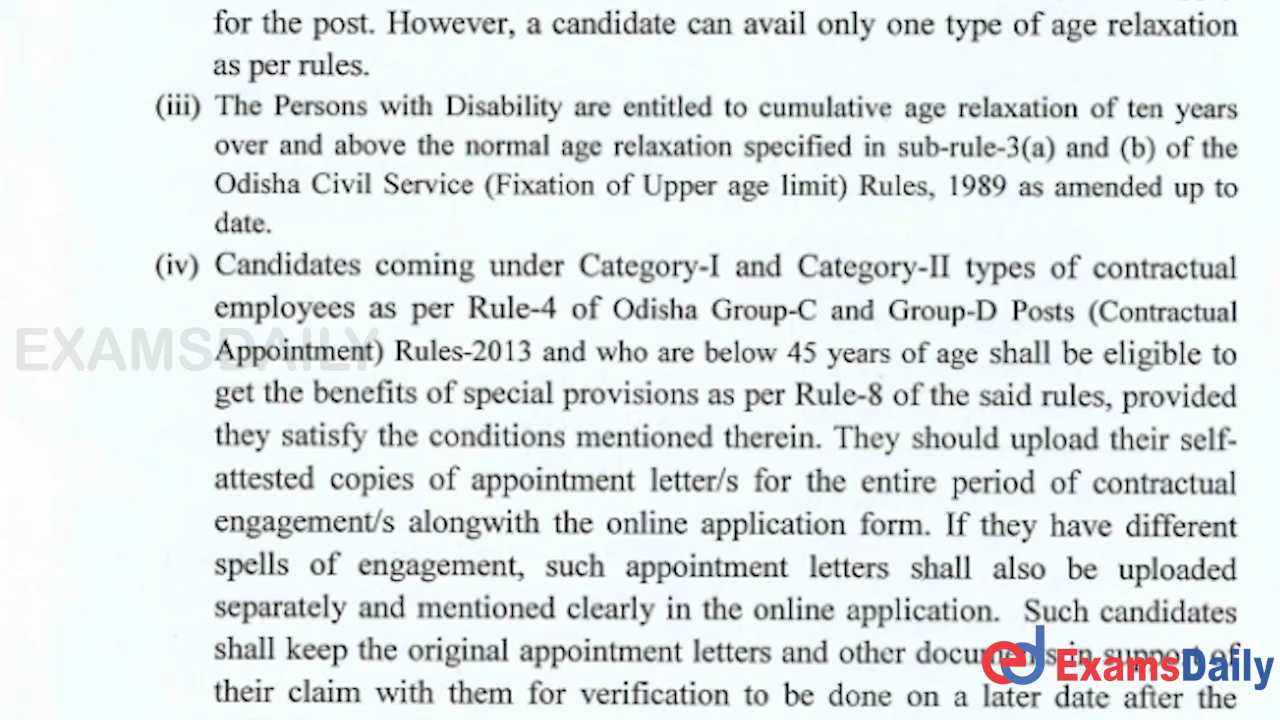 for the post. However, a candidate can avail only one type of age relaxation
as per rules.
(iii) The Persons with Disability are entitled to cumulative age relaxation of ten years
over and above the normal age relaxation specified in sub-rule-3(a) and (b) of the
Odisha Civil Service (Fixation of Upper age limit) Rules, 1989 as amended up to
date.
(iv) Candidates coming under Category-I and Category-II types of contractual
employees as per Rule-4 of Odisha Group-C and Group-D Posts (Contractual
EXAMSDAILY
Appointment) Rules-2013 and who are below 45 years of age shall be eligible to
get the benefits of special provisions as per Rule-8 of the said rules, provided
they satisfy the conditions mentioned therein. They should upload their self-
attested copies of appointment letter/s for the entire period of contractual
engagement/s alongwith the online application form. If they have different
spells of engagement, such appointment letters shall also be uploaded
separately and mentioned clearly in the online application. Such candidates
shall keep the original appointment letters and other documents in support of
ExamsDaily
their claim with them for verification to be done on a later date after the